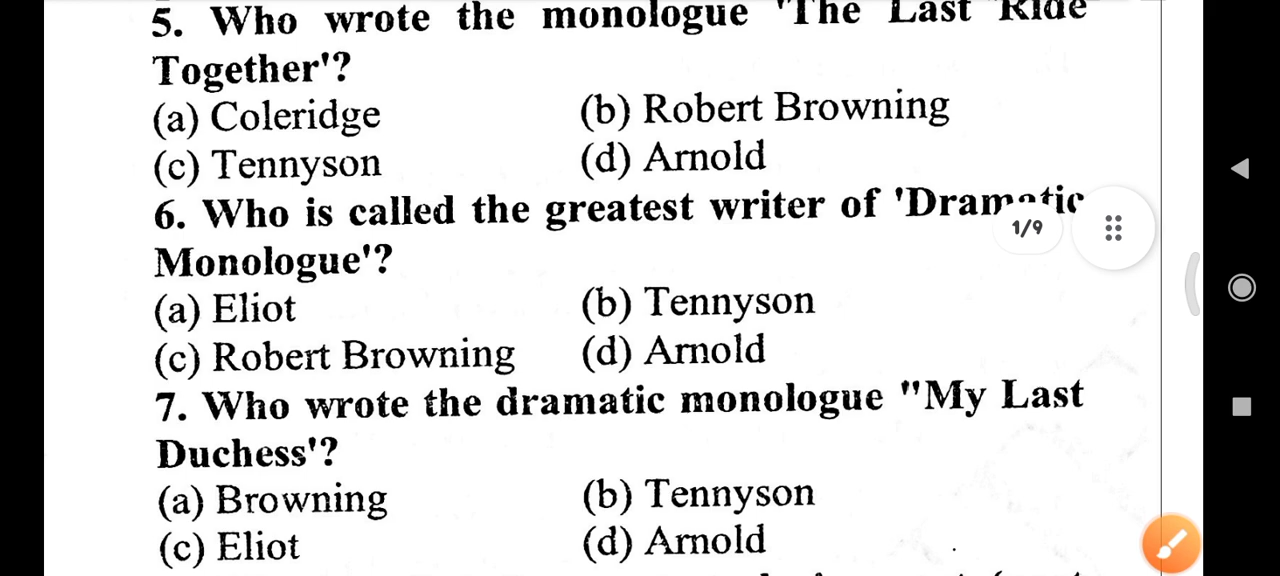 5. Who wrote the monologue 'The Last Ride
Together'?
(a) Coleridge (b) Robert Browning
(c) Tennyson (d) Arnold
6. Who is called the greatest writer of 'Dramatic
1/9
Monologue'?
(a) Eliot (b) Tennyson
(c) Robert Browning (d) Arnold
7. Who wrote the dramatic monologue "My Last
Duchess'?
(a) Browning (b) Tennyson
(c) Eliot (d) Arnold